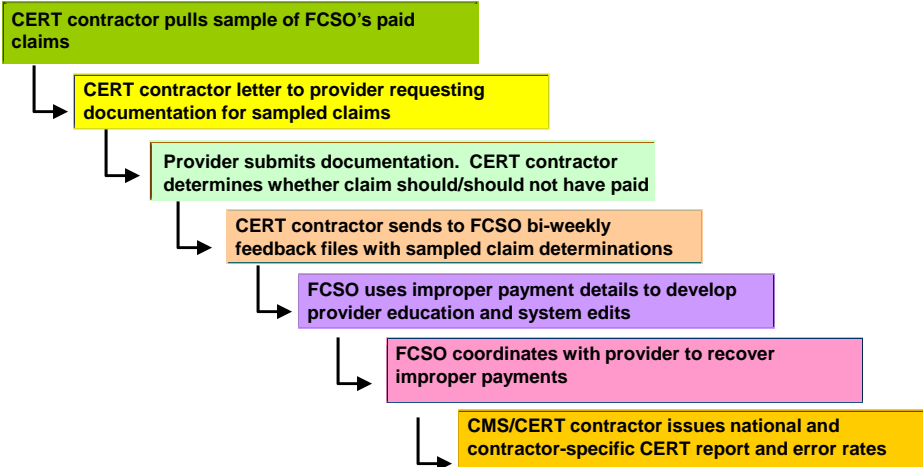 CERT contractor pulls sample of FCSO's paid
claims
CERT contractor letter to provider requesting
documentation for sampled claims
Provider submits documentation.  CERT contractor
determines whether claim should/should not have paid
CERT contractor sends to FCSO bi-weekly
feedback files with sampled claim determinations
FCSO uses improper payment details to develop
provider education and system edits
FCSO coordinates with provider to recover
improper payments
CMS/CERT contractor issues national and
contractor-specific CERT report and error rates